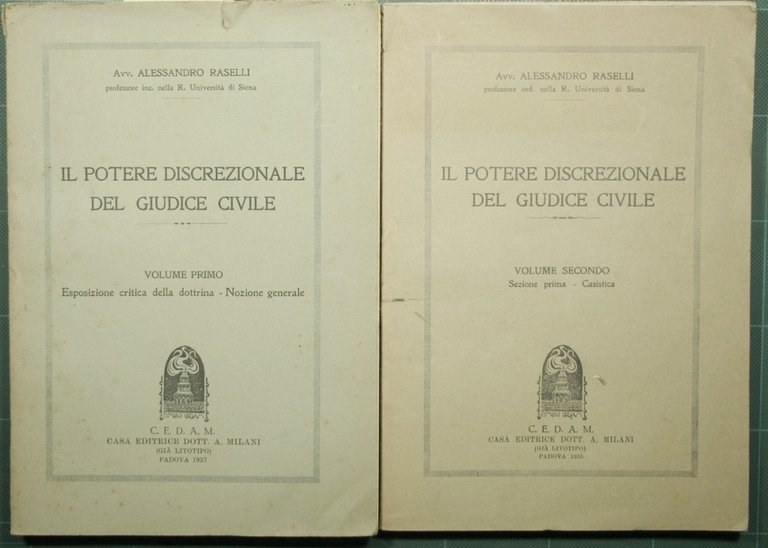 Avv. ALESSANDRO RASELLI
professore inc. nella R. Università di Siena
IL POTERE DISCREZIONALE
DEL GIUDICE CIVILE
VOLUME PRIMO
Esposizione critica della dottrina - Nozione generale
C. E. D. A. M.
CASA EDITRICE DOTT. A. MILANI
(GIÀ LITOTIPO)
PADOVA 1927
Avv. ALESSANDRO RASELLI
professore ord. nella R. Università di Siena
IL POTERE DISCREZIONALE
DEL GIUDICE CIVILE
VOLUME SECONDO
Sezione prima - Casistica
C. E. D. A. M.
CASA EDITRICE DOTT. A. MILANI
(GIÀ LITOTIPO)
PADOVA 1935